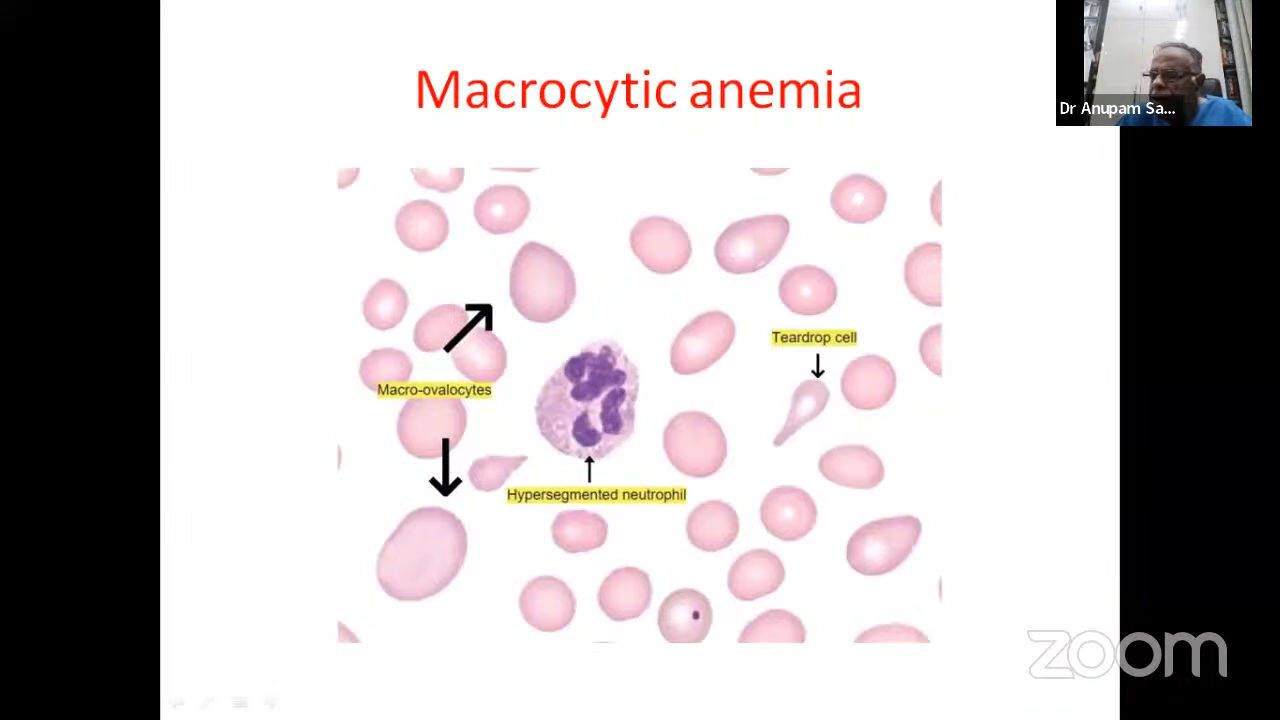 Macrocytic anemia
Dr Anupam Sa...
Teardrop cell
Macro-ovalocytes
Hypersegmented neutrophil
zoom